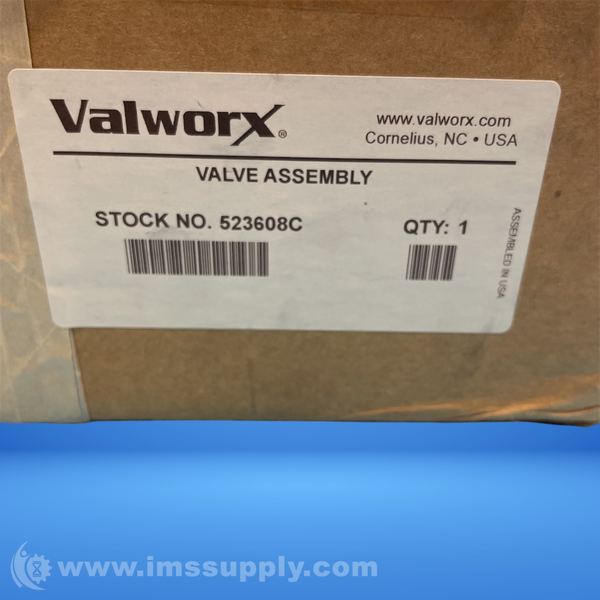 Valworx®
www.valworx.com
Cornelius, NC • USA
VALVE ASSEMBLY
STOCK NO. 523608C
QTY: 1
ASSEMBLED IN USA
www.imssupply.com